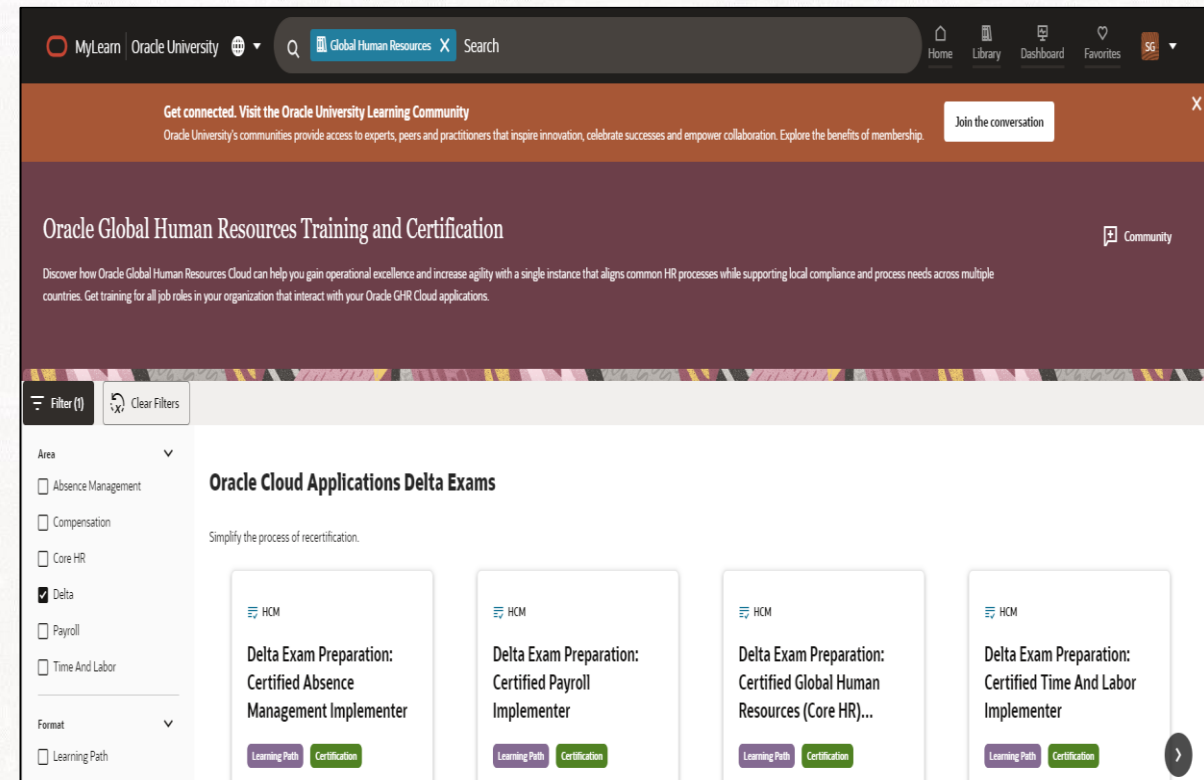 MyLearn Oracle University
Global Human Resources X Search
Home Library Dashboard Favorites SG
Get connected. Visit the Oracle University Learning Community
Oracle University's communities provide access to experts, peers and practitioners that inspire innovation, celebrate successes and empower collaboration. Explore the benefits of membership.
Join the conversation
X
Oracle Global Human Resources Training and Certification
Community
Discover how Oracle Global Human Resources Cloud can help you gain operational excellence and increase agility with a single instance that aligns common HR processes while supporting local compliance and process needs across multiple
countries. Get training for all job roles in your organization that interact with your Oracle GHR Cloud applications.
Filter (1)
Clear Filters
Area
Absence Management
Compensation
Core HR
Delta
Payroll
Time And Labor
Format
Learning Path
Oracle Cloud Applications Delta Exams
Simplify the process of recertification.
HCM
Delta Exam Preparation:
Certified Absence
Management Implementer
Learning Path Certification
HCM
Delta Exam Preparation:
Certified Payroll
Implementer
Learning Path Certification
HCM
Delta Exam Preparation:
Certified Global Human
Resources (Core HR)...
Learning Path Certification
HCM
Delta Exam Preparation:
Certified Time And Labor
Implementer
Learning Path Certification